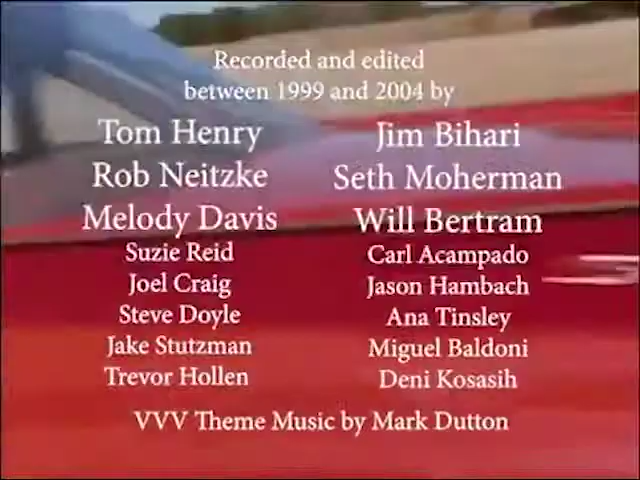 Recorded and edited
between 1999 and 2004 by
Tom Henry
Jim Bihari
Rob Neitzke
Seth Moherman
Melody Davis
Will Bertram
Suzie Reid
Carl Acampado
Joel Craig
Jason Hambach
Steve Doyle
Ana Tinsley
Jake Stutzman
Miguel Baldoni
Trevor Hollen
Deni Kosasih
VVV Theme Music by Mark Dutton